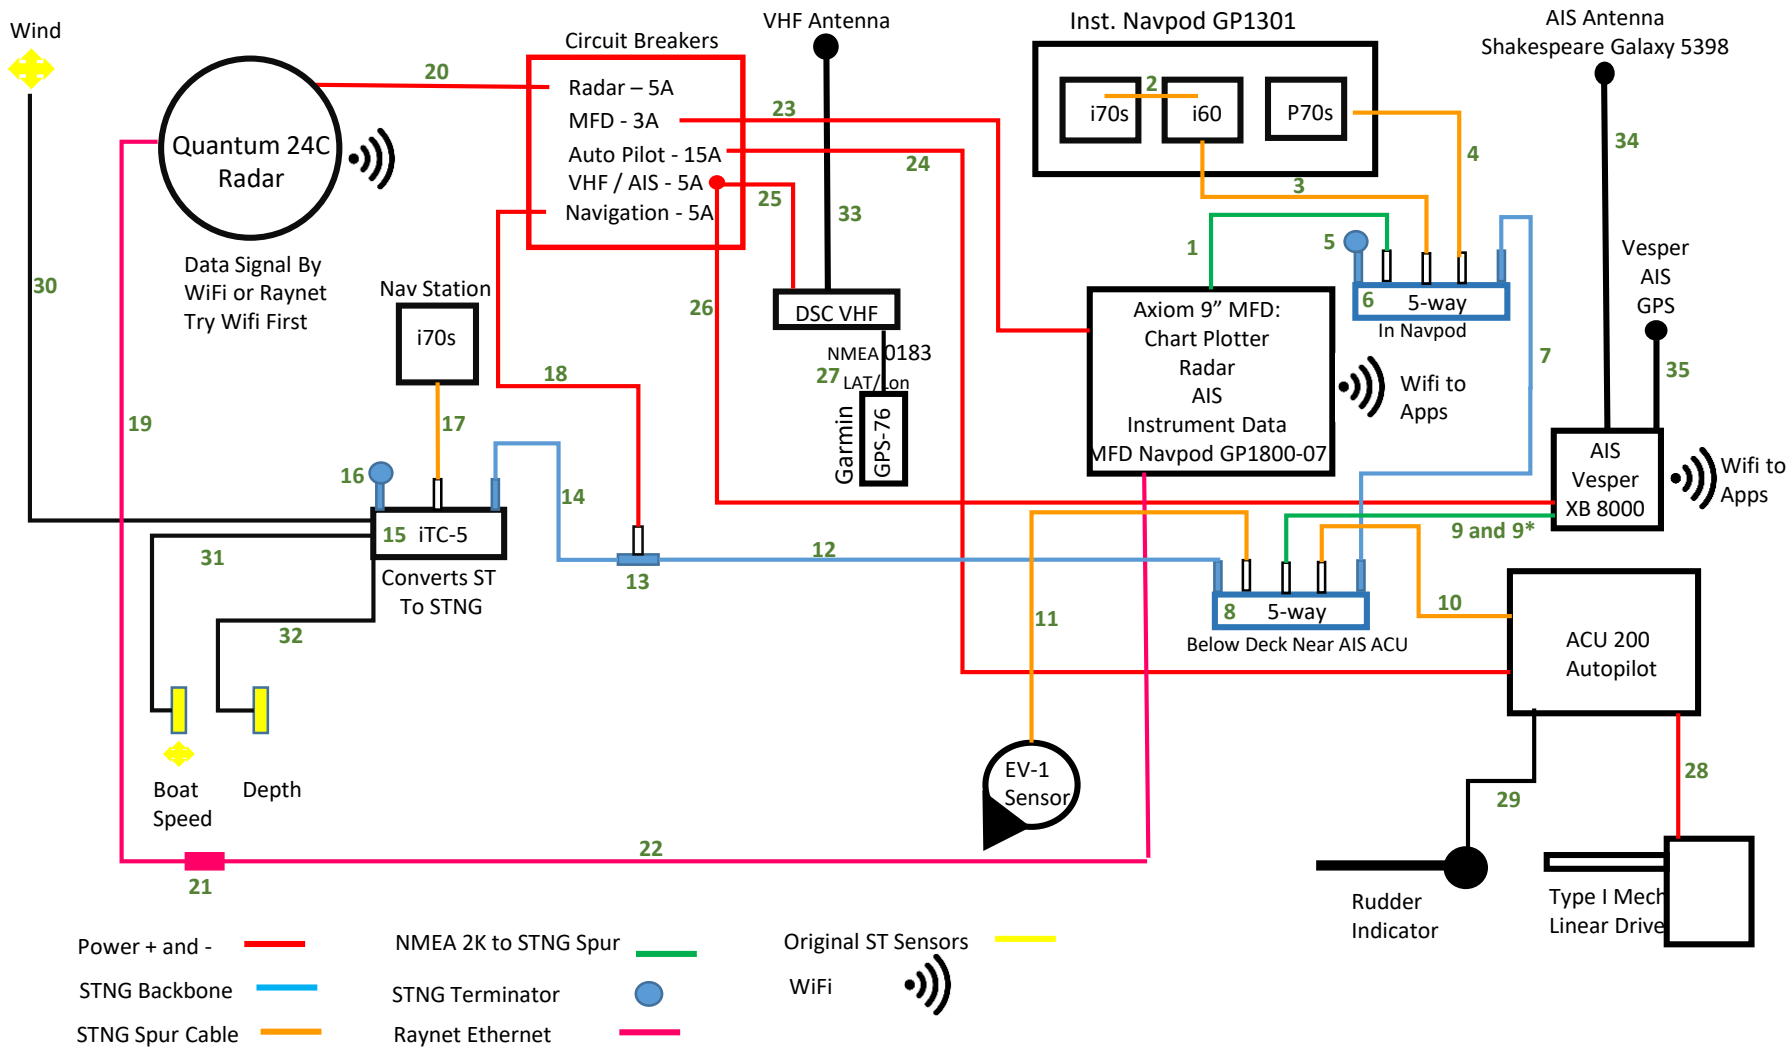 Wind
30
20
Quantum 24C
Radar
Data Signal By
WiFi or Raynet
Try Wifi First
Circuit Breakers
Radar – 5A
MFD - 3A
Auto Pilot - 15A
VHF / AIS - 5A
Navigation - 5A
23
24
25
26
VHF Antenna
33
DSC VHF
NMEA 0183
27
LAT/Lon
Garmin
GPS-76
Inst. Navpod GP1301
i70s
2
i60
P70s
3
4
1
5
6
5-way
In Navpod
7
AIS Antenna
Shakespeare Galaxy 5398
34
Vesper
AIS
GPS
35
Axiom 9” MFD:
Chart Plotter
Radar
AIS
Instrument Data
MFD Navpod GP1800-07
Wifi to
Apps
AIS
Vesper
XB 8000
Wifi to
Apps
9 and 9*
Nav Station
i70s
17
18
19
16
15
iTC-5
14
Converts ST
To STNG
13
12
31
32
Boat
Speed
Depth
8
5-way
Below Deck Near AIS ACU
10
11
EV-1
Sensor
ACU 200
Autopilot
28
29
Rudder
Indicator
Type I Mech
Linear Drive
21
22
Power + and -
STNG Backbone
STNG Spur Cable
NMEA 2K to STNG Spur
STNG Terminator
Raynet Ethernet
Original ST Sensors
WiFi